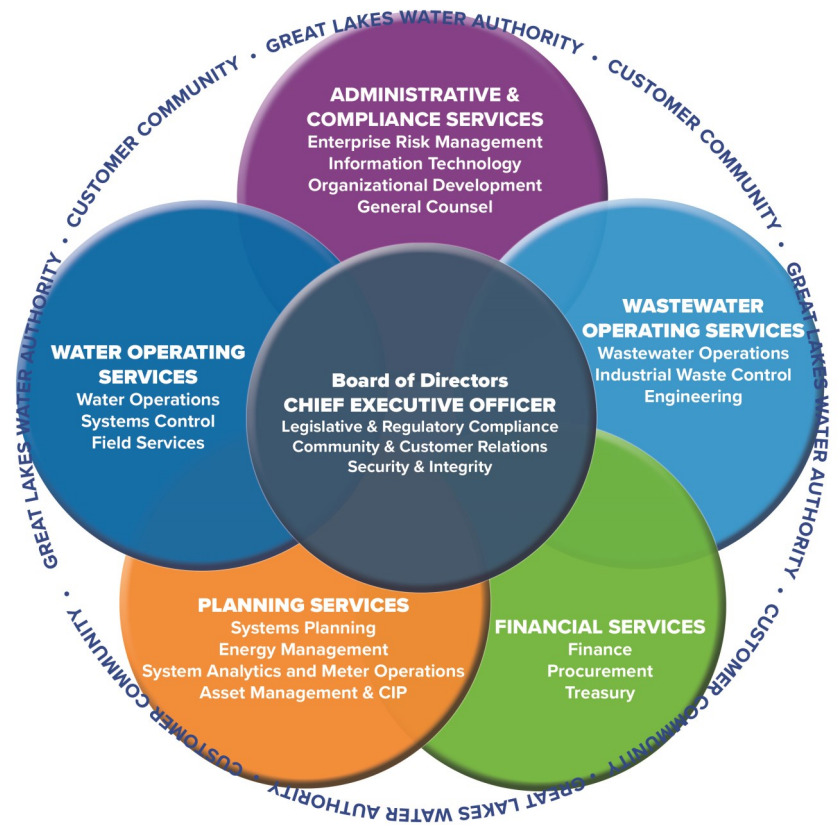 GREAT LAKES WATER AUTHORITY • CUSTOMER COMMUNITY • GREAT LAKES WATER AUTHORITY • CUSTOMER COMMUNITY • GREAT LAKES WATER AUTHORITY • CUSTOMER COMMUNITY • GREAT LAKES WATER AUTHORITY • CUSTOMER COMMUNITY •
ADMINISTRATIVE &
COMPLIANCE SERVICES
Enterprise Risk Management
Information Technology
Organizational Development
General Counsel
WATER OPERATING
SERVICES
Water Operations
Systems Control
Field Services
Board of Directors
CHIEF EXECUTIVE OFFICER
Legislative & Regulatory Compliance
Community & Customer Relations
Security & Integrity
WASTEWATER
OPERATING SERVICES
Wastewater Operations
Industrial Waste Control
Engineering
PLANNING SERVICES
Systems Planning
Energy Management
System Analytics and Meter Operations
Asset Management & CIP
FINANCIAL SERVICES
Finance
Procurement
Treasury